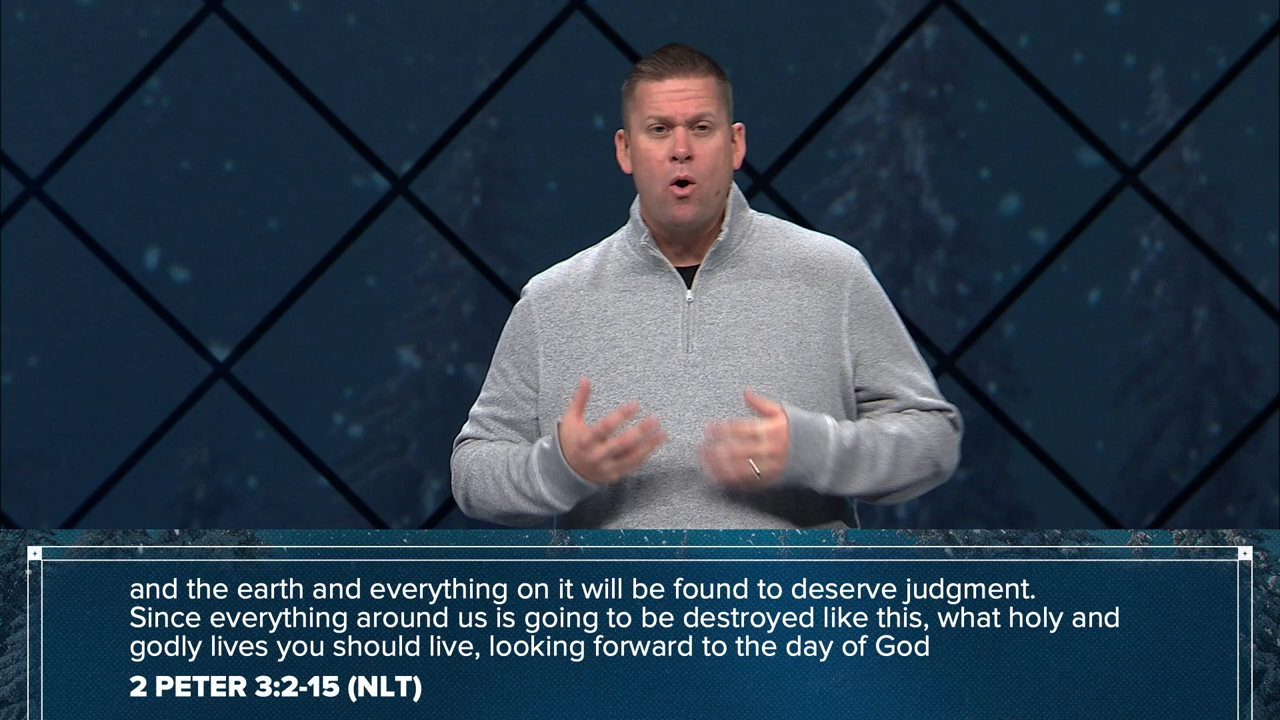 and the earth and everything on it will be found to deserve judgment.
Since everything around us is going to be destroyed like this, what holy and
godly lives you should live, looking forward to the day of God
2 PETER 3:2-15 (NLT)